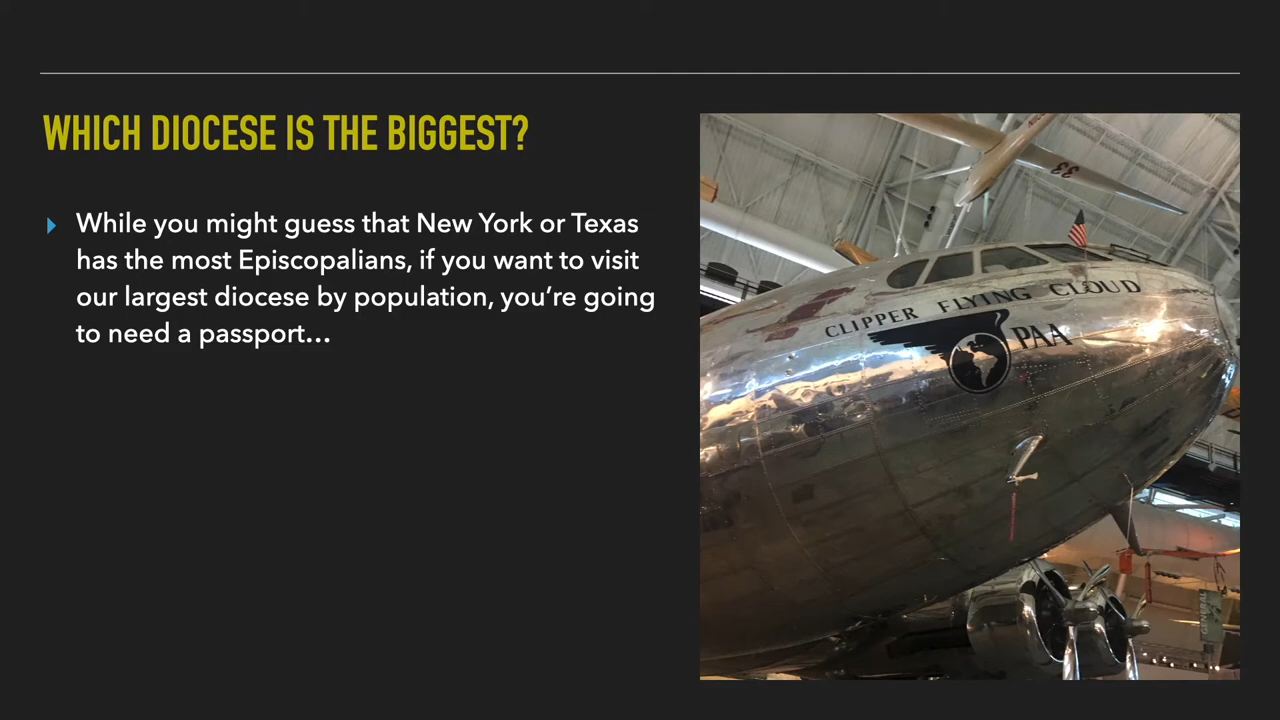 WHICH DIOCESE IS THE BIGGEST?
While you might guess that New York or Texas
has the most Episcopalians, if you want to visit
our largest diocese by population, you’re going
to need a passport…
33
CLIPPER FLYING CLOUD
PAA
GENERAL